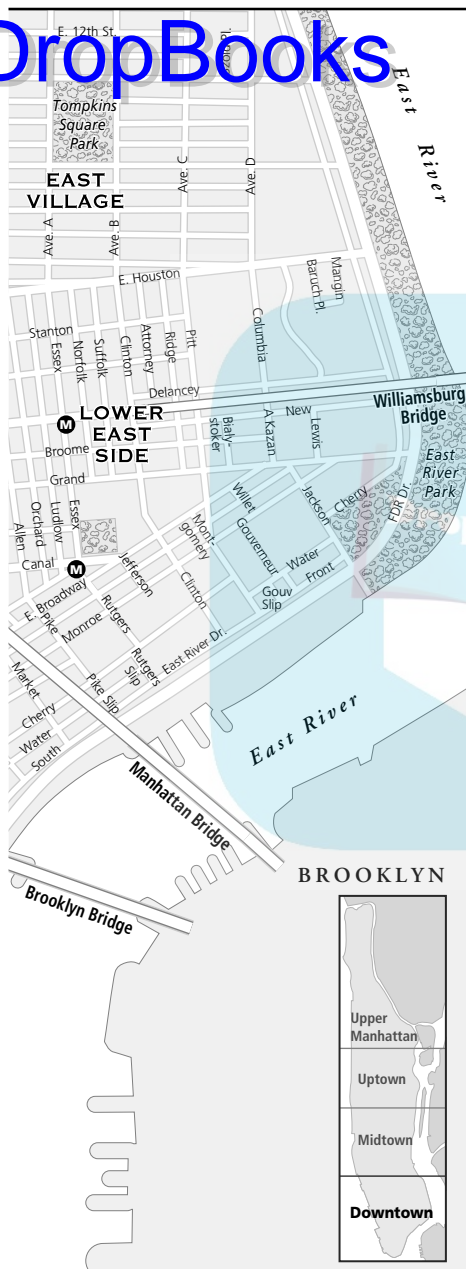 DropBooks
E. 12th St.
Szold Pl.
East River
Tompkins
Square
Park
Ave. C
Ave. D
EAST
VILLAGE
Ave. A
Ave. B
E. Houston
Mangin
Baruch Pl.
Columbia
Stanton
Essex
Norfolk
Suffolk
Clinton
Attorney
Ridge
Pitt
Delancey
Williamsburg
Bridge
M
LOWER
EAST
SIDE
New
Bialy-
stoker
A.Kazan
Lewis
Broome
Grand
East
River
Park
FDR Dr.
Willet
Jackson
Cherry
Gouverneur
Mont-
gomery
Allen
Orchard
Ludlow
Essex
Canal
M
Water
Front
Gouv
Slip
Jefferson
Clinton
E. Broadway
Pike
Monroe
Rutgers
Rutgers
Slip
East River Dr.
Pike Slip
Market
Cherry
Water
South
East River
Manhattan Bridge
BROOKLYN
Brooklyn Bridge
Upper
Manhattan
Uptown
Midtown
Downtown